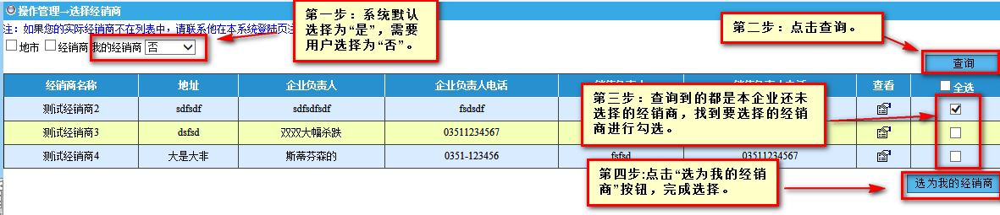 操作管理→选择经销商
注：如果您的实际经销商不在列表中，请联系他在本系统登陆页注
地市 经销商 我的经销商 否
第一步：系统默认
选择为“是”，需要
用户选择为“否”。
第二步：点击查询。
查询
经销商名称 地址 企业负责人 企业负责人电话 查看 全选
测试经销商2 sdfsdf sdfsdfsdf fsdsdf
测试经销商3 dsfsd 双双大幅杀跌 03511234567
测试经销商4 大是大非 斯蒂芬森的 0351-123456 fsfsd 03511234567
第三步：查询到的都是本企业还未
选择的经销商，找到要选择的经销
商进行勾选。
第四步:点击“选为我的经销
商”按钮，完成选择。
选为我的经销商